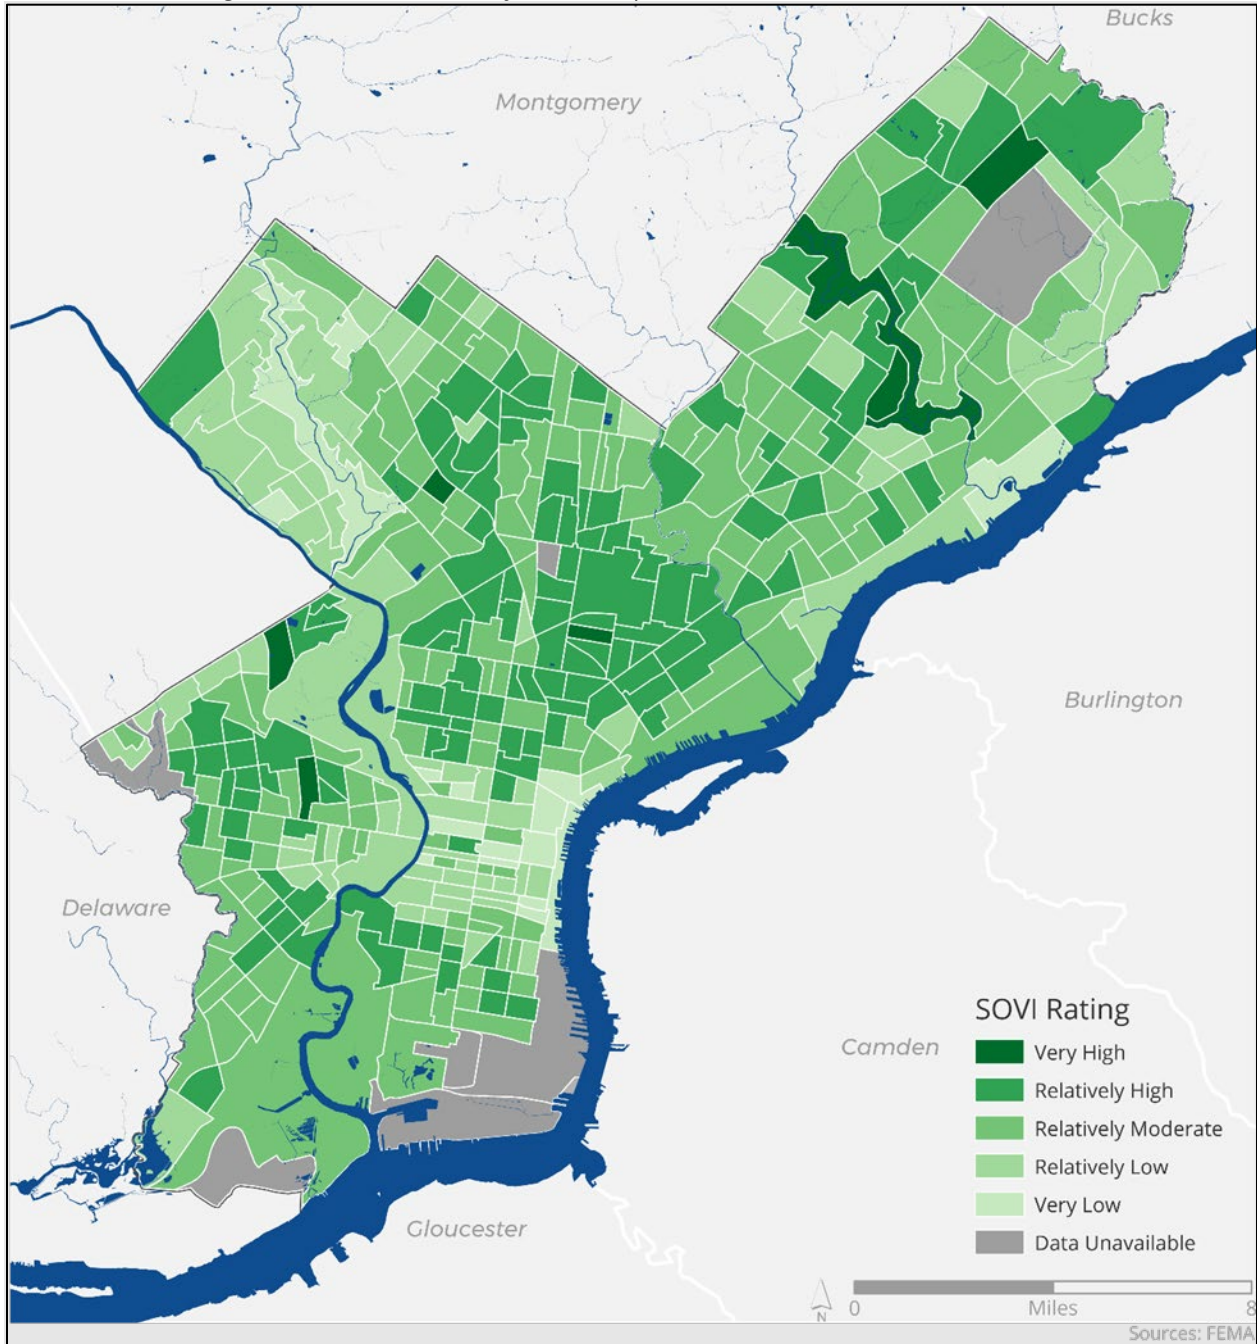 Bucks
Montgomery
Burlington
Delaware
Camden
Gloucester
SOVI Rating
Very High
Relatively High
Relatively Moderate
Relatively Low
Very Low
Data Unavailable
N
0 Miles 8
Sources: FEMA